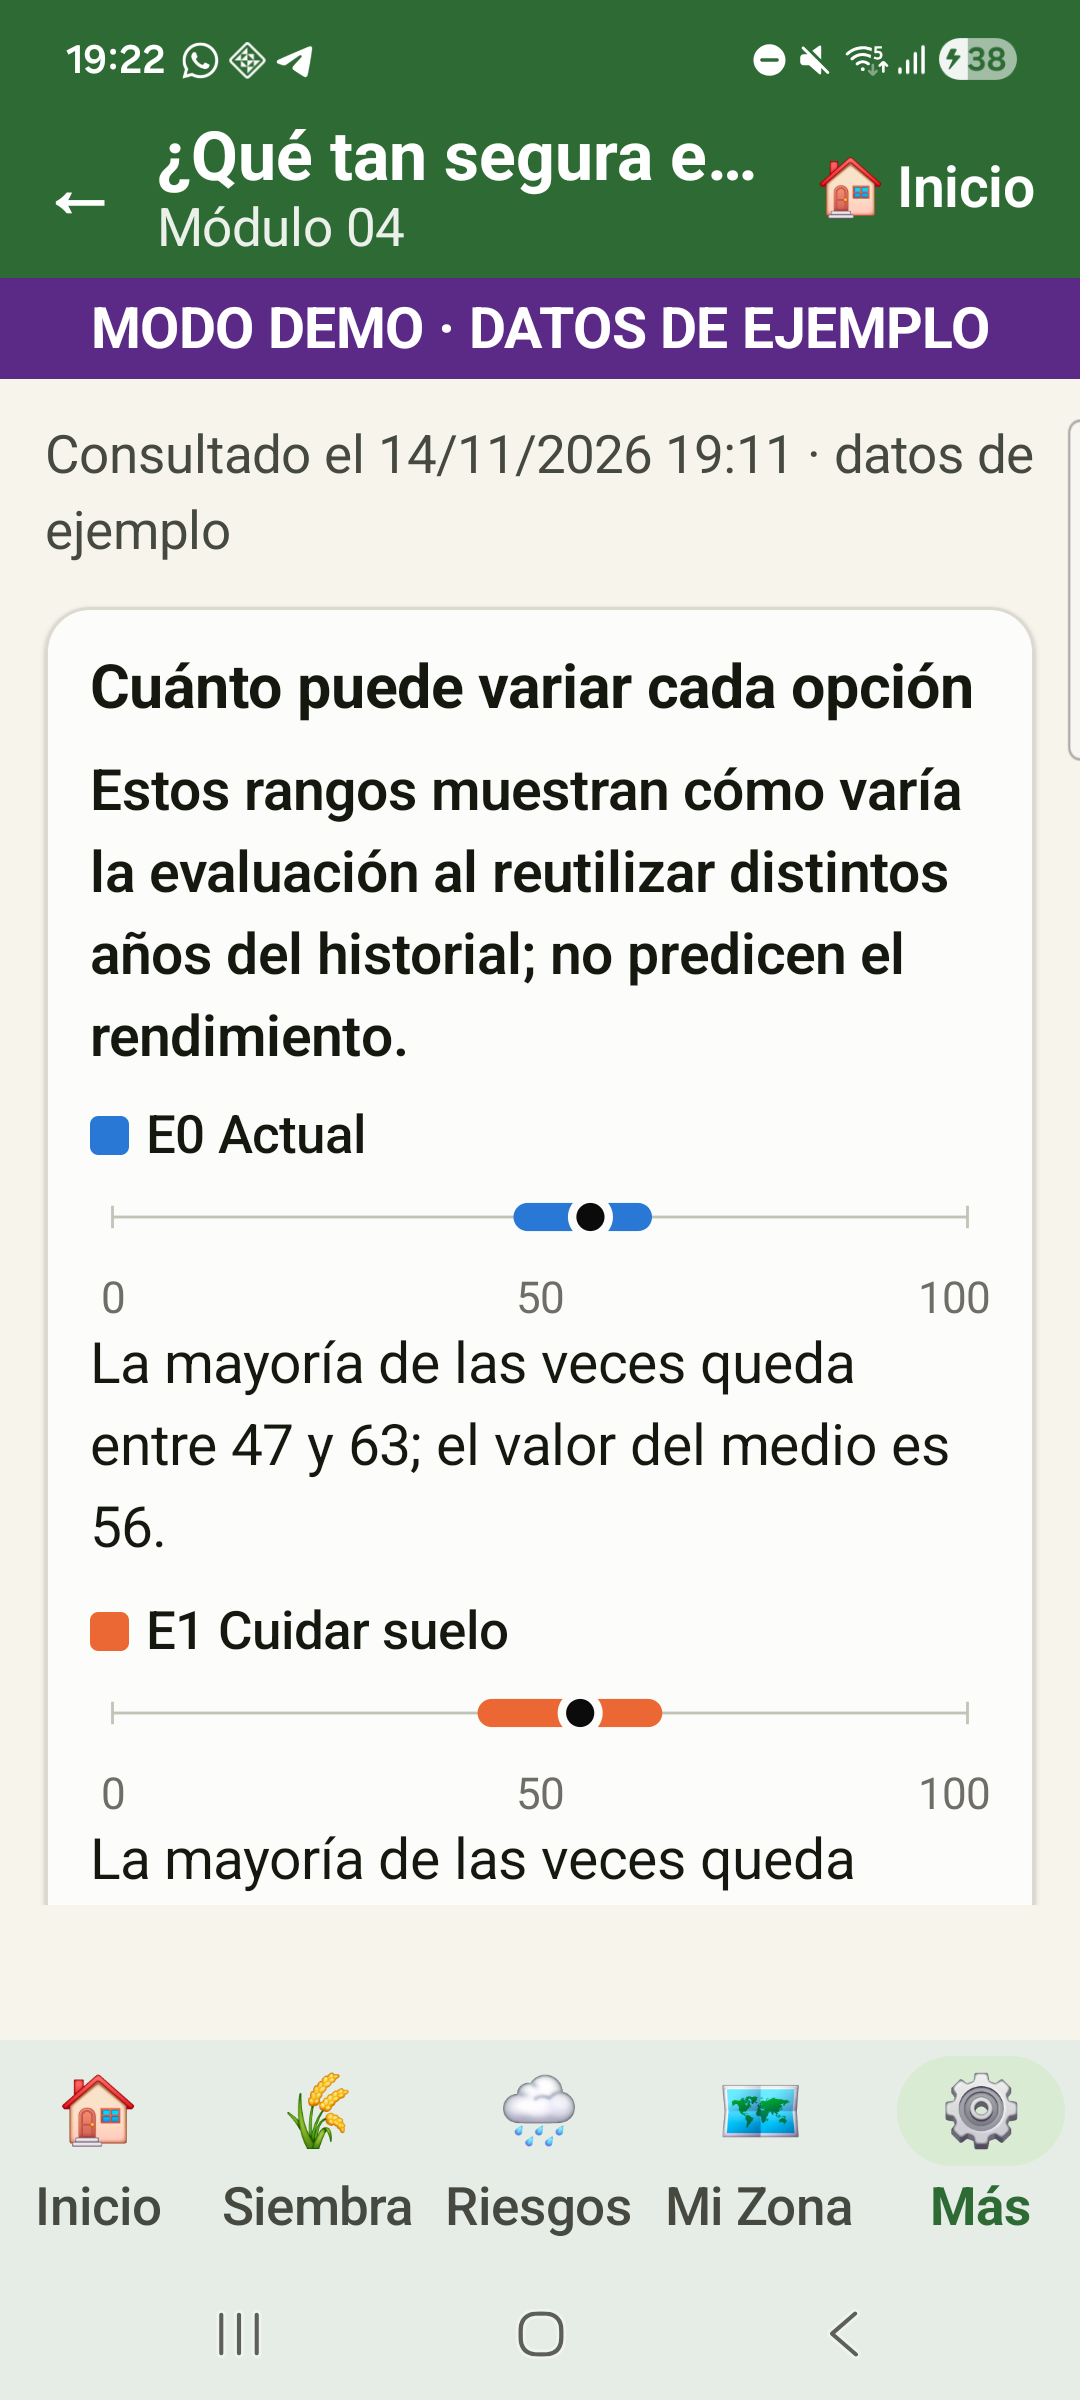 19:22
5
38
¿Qué tan segura e...
Módulo 04
Inicio
MODO DEMO · DATOS DE EJEMPLO
Consultado el 14/11/2026 19:11 · datos de
ejemplo
Cuánto puede variar cada opción
Estos rangos muestran cómo varía
la evaluación al reutilizar distintos
años del historial; no predicen el
rendimiento.
E0 Actual
0 50 100
La mayoría de las veces queda
entre 47 y 63; el valor del medio es
56.
E1 Cuidar suelo
0 50 100
La mayoría de las veces queda
Inicio Siembra Riesgos Mi Zona Más